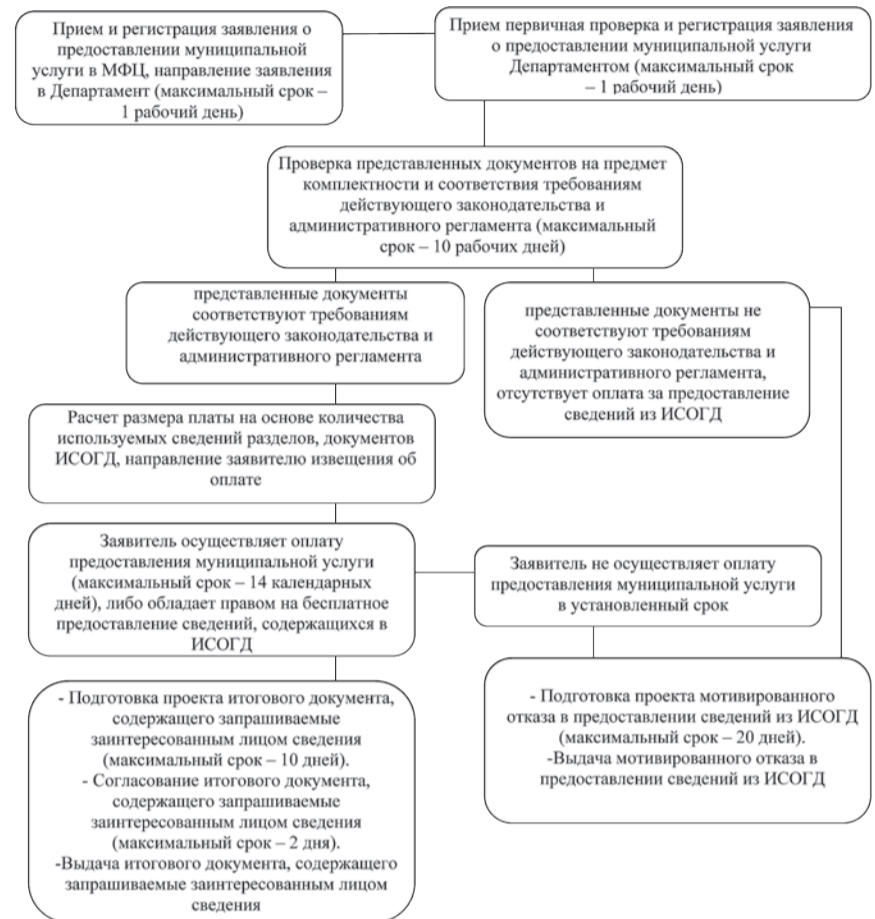 Прием и регистрация заявления о
предоставлении муниципальной
услуги в МФЦ, направление заявления
в Департамент (максимальный срок –
1 рабочий день)
Прием первичная проверка и регистрация заявления
о предоставлении муниципальной услуги
Департаментом (максимальный срок
– 1 рабочий день)
Проверка представленных документов на предмет
комплектности и соответствия требованиям
действующего законодательства и
административного регламента (максимальный
срок – 10 рабочих дней)
представленные документы
соответствуют требованиям
действующего законодательства и
административного регламента
представленные документы не
соответствуют требованиям
действующего законодательства и
административного регламента,
отсутствует оплата за предоставление
сведений из ИСОГД
Расчет размера платы на основе количества
используемых сведений разделов, документов
ИСОГД, направление заявителю извещения об
оплате
Заявитель осуществляет оплату
предоставления муниципальной услуги
(максимальный срок – 14 календарных
дней), либо обладает правом на бесплатное
предоставление сведений, содержащихся в
ИСОГД
Заявитель не осуществляет оплату
предоставления муниципальной услуги
в установленный срок
- Подготовка проекта итогового документа,
содержащего запрашиваемые
заинтересованным лицом сведения
(максимальный срок – 10 дней).
- Согласование итогового документа,
содержащего запрашиваемые
заинтересованным лицом сведения
(максимальный срок – 2 дня).
-Выдача итогового документа, содержащего
запрашиваемые заинтересованным лицом
сведения
- Подготовка проекта мотивированного
отказа в предоставлении сведений из ИСОГД
(максимальный срок – 20 дней).
-Выдача мотивированного отказа в
предоставлении сведений из ИСОГД